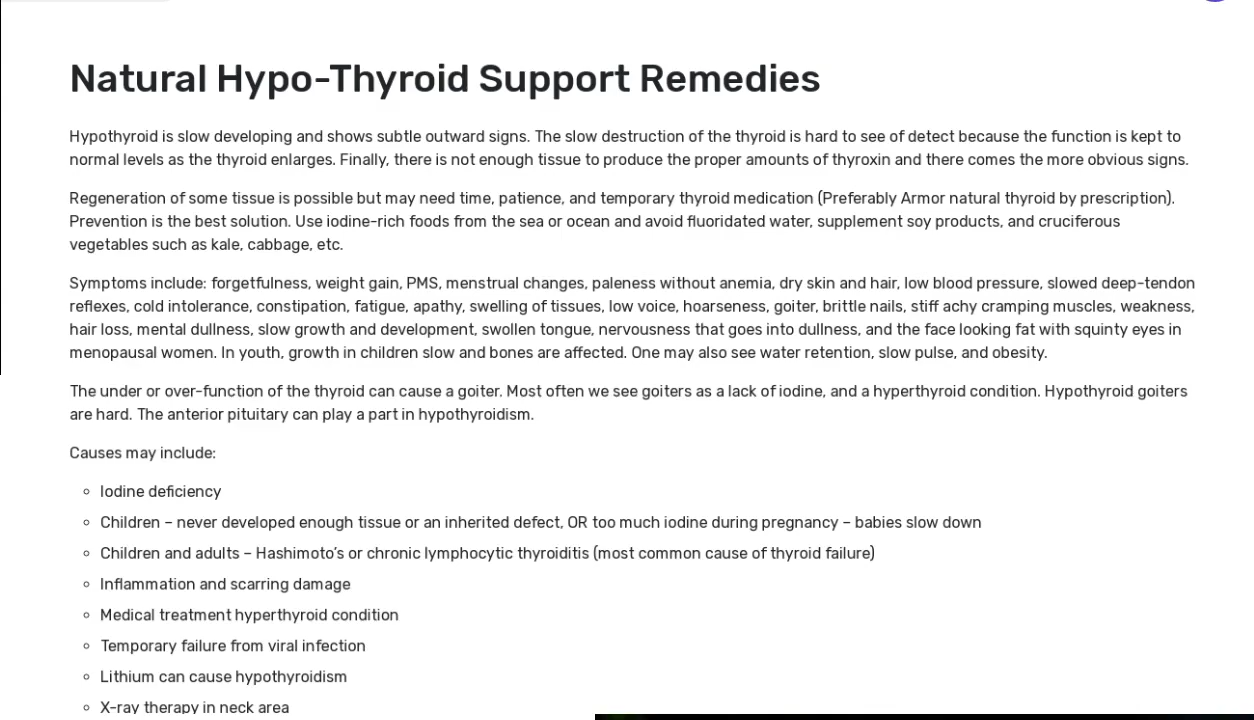 Natural Hypo-Thyroid Support Remedies
Hypothyroid is slow developing and shows subtle outward signs. The slow destruction of the thyroid is hard to see of detect because the function is kept to
normal levels as the thyroid enlarges. Finally, there is not enough tissue to produce the proper amounts of thyroxin and there comes the more obvious signs.
Regeneration of some tissue is possible but may need time, patience, and temporary thyroid medication (Preferably Armor natural thyroid by prescription).
Prevention is the best solution. Use iodine-rich foods from the sea or ocean and avoid fluoridated water, supplement soy products, and cruciferous
vegetables such as kale, cabbage, etc.
Symptoms include: forgetfulness, weight gain, PMS, menstrual changes, paleness without anemia, dry skin and hair, low blood pressure, slowed deep-tendon
reflexes, cold intolerance, constipation, fatigue, apathy, swelling of tissues, low voice, hoarseness, goiter, brittle nails, stiff achy cramping muscles, weakness,
hair loss, mental dullness, slow growth and development, swollen tongue, nervousness that goes into dullness, and the face looking fat with squinty eyes in
menopausal women. In youth, growth in children slow and bones are affected. One may also see water retention, slow pulse, and obesity.
The under or over-function of the thyroid can cause a goiter. Most often we see goiters as a lack of iodine, and a hyperthyroid condition. Hypothyroid goiters
are hard. The anterior pituitary can play a part in hypothyroidism.
Causes may include:
Iodine deficiency
Children – never developed enough tissue or an inherited defect, OR too much iodine during pregnancy – babies slow down
Children and adults – Hashimoto's or chronic lymphocytic thyroiditis (most common cause of thyroid failure)
Inflammation and scarring damage
Medical treatment hyperthyroid condition
Temporary failure from viral infection
Lithium can cause hypothyroidism
X-ray therapy in neck area